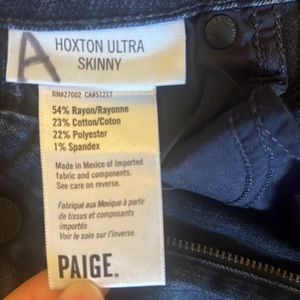 A
HOXTON ULTRA
SKINNY
RN#27002 CA#51217
54% Rayon/Rayonne
23% Cotton/Coton
22% Polyester
1% Spandex
Made in Mexico of Imported
fabric and components.
See care on reverse.
Fabriqué aux Mexique à partir
de tissus et composants
importés
Voir le soin sur l'inverse.
PAIGE.